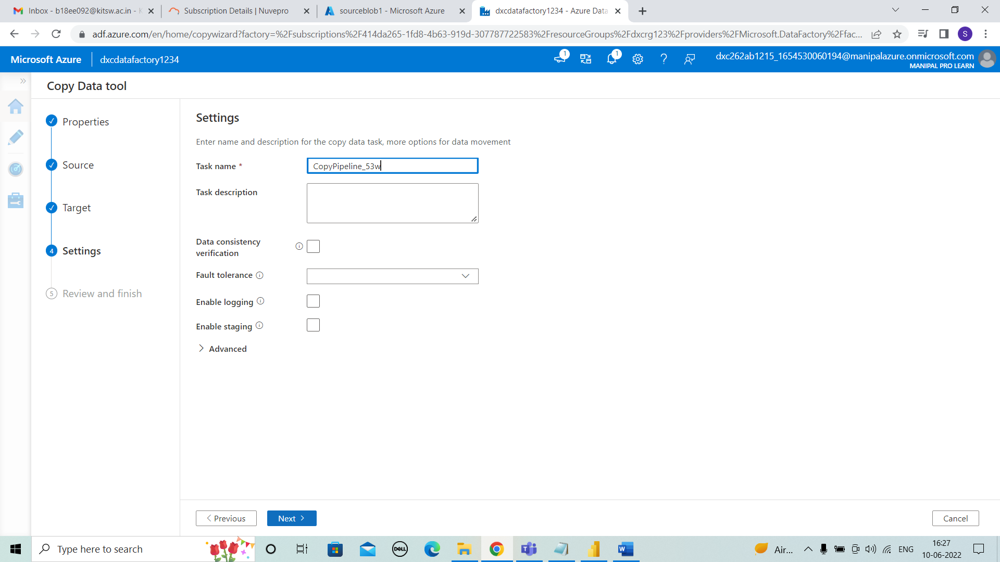 Inbox - b18ee092@kitsw.ac.in - K
Subscription Details | Nuvepro
sourceblob1 - Microsoft Azure
dxcdatafactory1234 - Azure Data
adf.azure.com/en/home/copywizard?factory=%2Fsubscriptions%2F414da265-1fd8-4b63-919d-307787722583%2FresourceGroups%2Fdxcrg123%2Fproviders%2FMicrosoft.DataFactory%2Ffac...
S
Microsoft Azure
dxcdatafactory1234
1
1
dxc262ab1215_1654530060194@manipalazure.onmicrosoft.com
MANIPAL PRO LEARN
Copy Data tool
Properties
Source
Target
4 Settings
5 Review and finish
Settings
Enter name and description for the copy data task, more options for data movement
Task name *
CopyPipeline_53w
Task description
Data consistency
verification
Fault tolerance
Enable logging
Enable staging
Advanced
Previous
Next
Cancel
Type here to search
DELL
W
Air...
ENG
16:27
10-06-2022